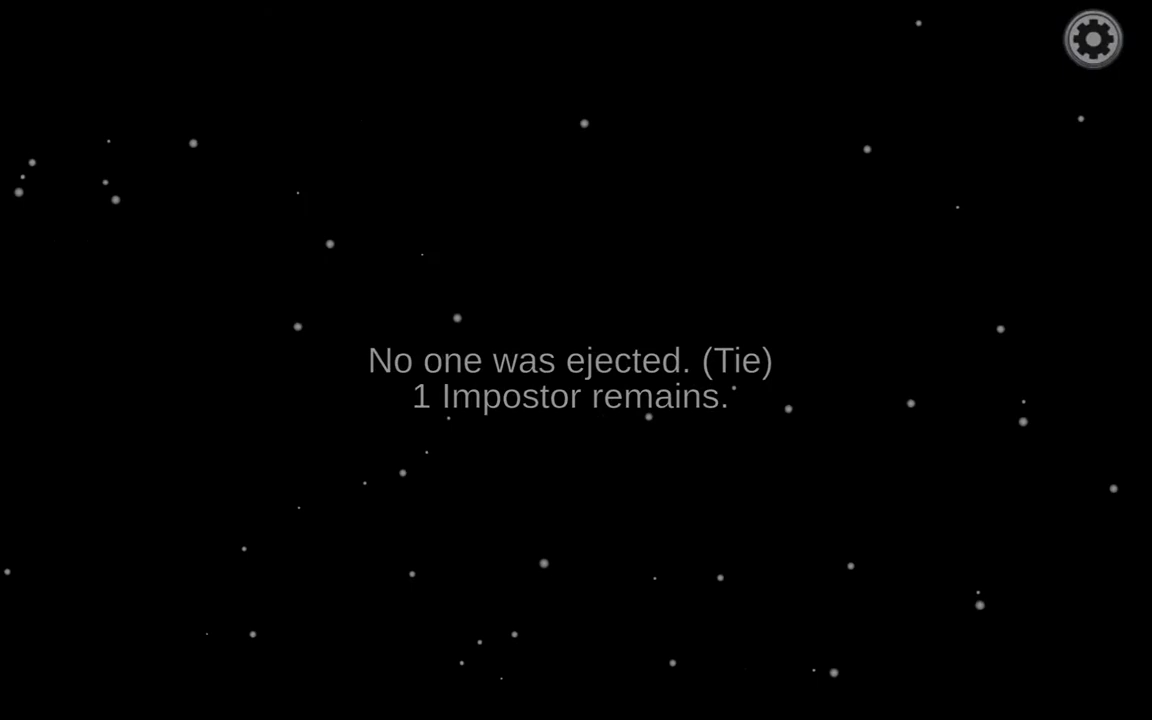 No one was ejected. (Tie)
1 Impostor remains.